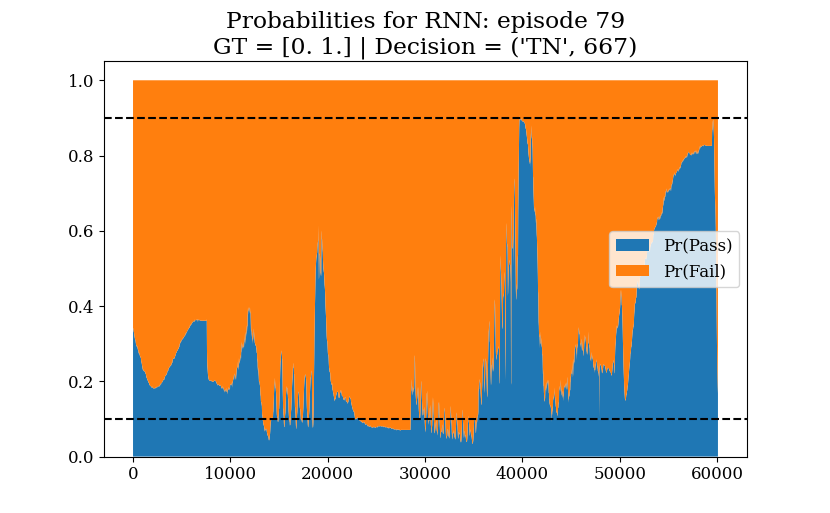 Probabilities for RNN: episode 79
GT = [0. 1.] | Decision = ('TN', 667)
1.0
0.8
0.6
0.4
0.2
0.0
Pr(Pass)
Pr(Fail)
0 10000 20000 30000 40000 50000 60000